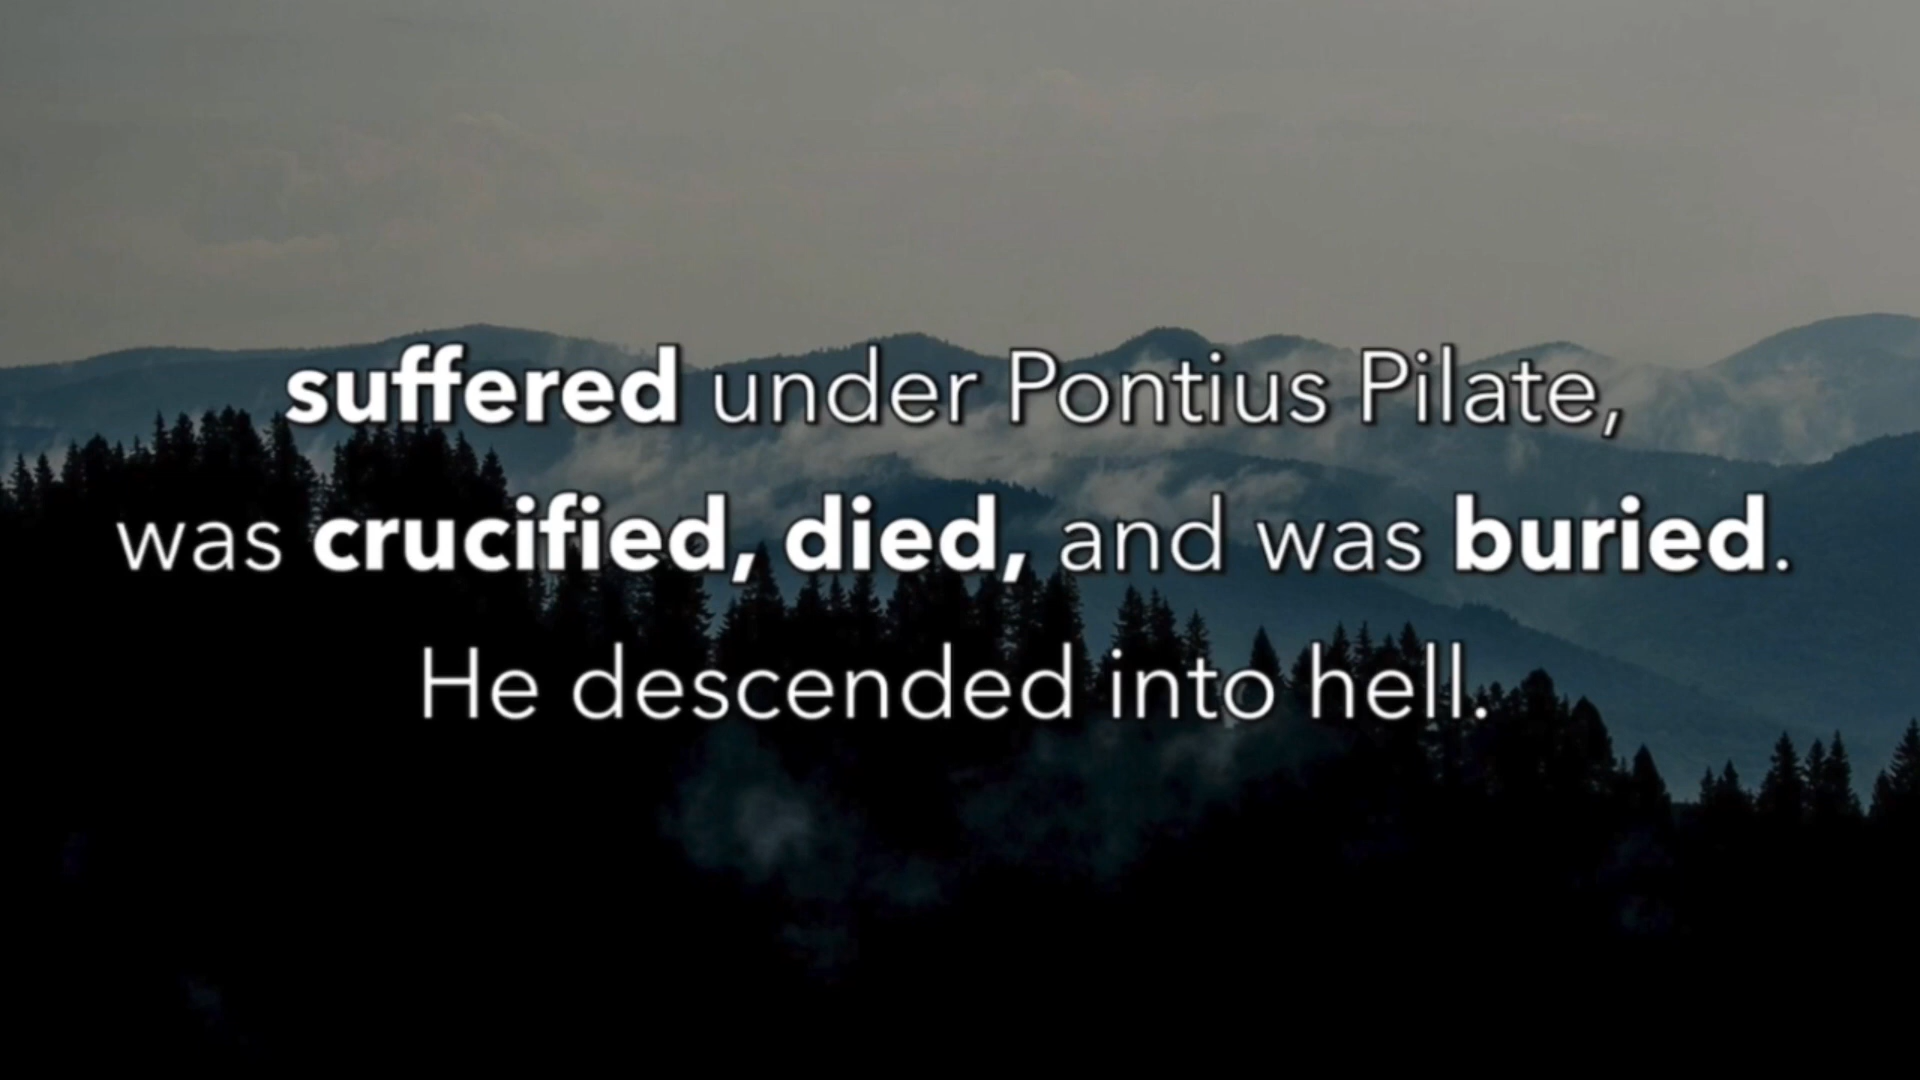 suffered under Pontius Pilate,
was crucified, died, and was buried.
He descended into hell.